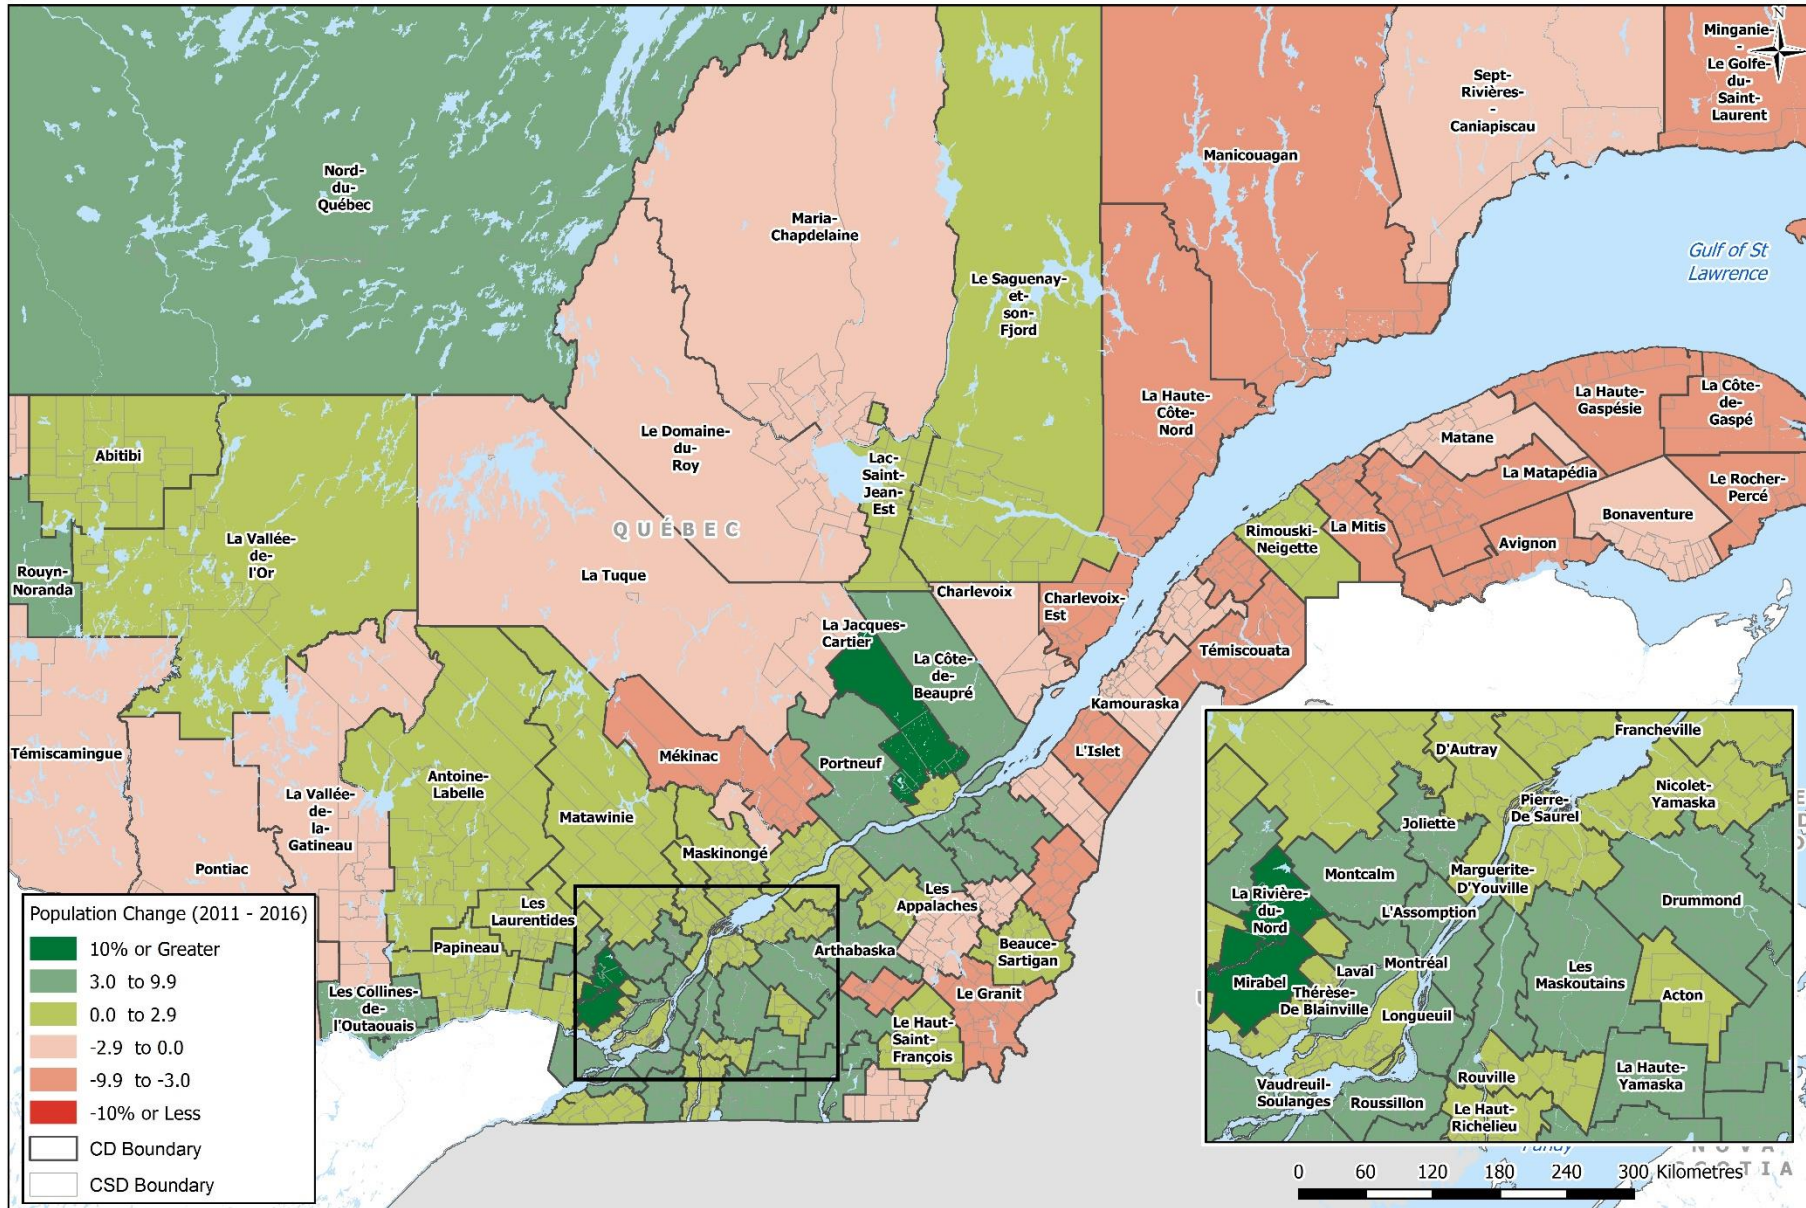 Minganie
-
Le Golfe-
du-
Saint-
Laurent
N
Sept-
Rivières-
-
Caniapiscau
Manicouagan
Nord-
du-
Québec
Maria-
Chapdelaine
Gulf of St
Lawrence
Le Saguenay-
et-
son-
Fjord
La Haute-
Côte-
Nord
La Haute-
Gaspésie
La Côte-
de-
Gaspé
Matane
La Matapédia
Le Rocher-
Percé
Bonaventure
Avignon
La Mitis
Rimouski-
Neigette
Le Domaine-
du-
Roy
Lac-
Saint-
Jean-
Est
Abitibi
La Vallée-
de-
l'Or
Rouyn-
Noranda
QUÉBEC
La Tuque
Charlevoix
Charlevoix-
Est
La Jacques-
Cartier
La Côte-
de-
Beaupré
Témiscouata
Kamouraska
L'Islet
Témiscamingue
Pontiac
La Vallée-
de-
la-
Gatineau
Antoine-
Labelle
Matawinie
Mékinac
Portneuf
Maskinongé
Les
Laurentides
Papineau
Les Collines-
de-
l'Outaouais
Les
Appalaches
Arthabaska
Beauce-
Sartigan
Le Granit
Le Haut-
Saint-
François
Population Change (2011 - 2016)
10% or Greater
3.0 to 9.9
0.0 to 2.9
-2.9 to 0.0
-9.9 to -3.0
-10% or Less
CD Boundary
CSD Boundary
Francheville
D'Autray
Nicolet-
Yamaska
Pierre-
De Saurel
Joliette
Montcalm
Marguerite-
D'Youville
Drummond
La Rivière-
du-
Nord
L'Assomption
Mirabel
Laval
Montréal
Les
Maskoutains
Acton
Thérèse-
De Blainville
Longueuil
Vaudreuil-
Soulanges
Roussillon
Rouville
Le Haut-
Richelieu
La Haute-
Yamaska
Fundy
NOVA
SCOTIA
0 60 120 180 240 300 Kilometres